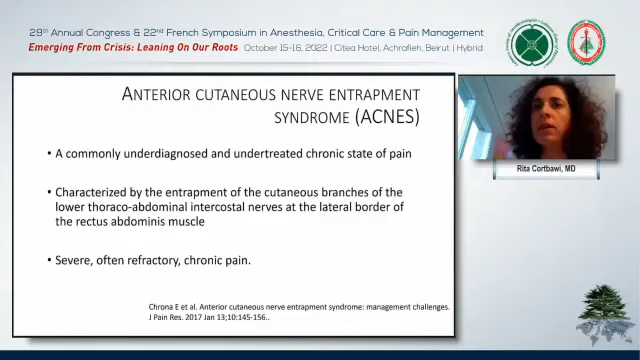 29th Annual Congress & 22nd French Symposium in Anesthesia, Critical Care & Pain Management
Emerging From Crisis: Leaning On Our Roots October 15-16, 2022 | Citea Hotel, Achrafieh, Beirut | Hybrid
ANTERIOR CUTANEOUS NERVE ENTRAPMENT
SYNDROME (ACNES)
• A commonly underdiagnosed and undertreated chronic state of pain
• Characterized by the entrapment of the cutaneous branches of the
lower thoraco-abdominal intercostal nerves at the lateral border of
the rectus abdominis muscle
• Severe, often refractory, chronic pain.
Chrona E et al. Anterior cutaneous nerve entrapment syndrome: management challenges.
J Pain Res. 2017 Jan 13;10:145-156..
Rita Cortbawi, MD